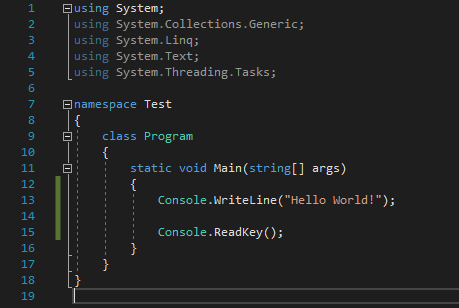 1 using System;
2 using System.Collections.Generic;
3 using System.Linq;
4 using System.Text;
5 using System.Threading.Tasks;
6
7 namespace Test
8 {
9     class Program
10     {
11         static void Main(string[] args)
12         {
13             Console.WriteLine("Hello World!");
14
15             Console.ReadKey();
16         }
17     }
18 }
19